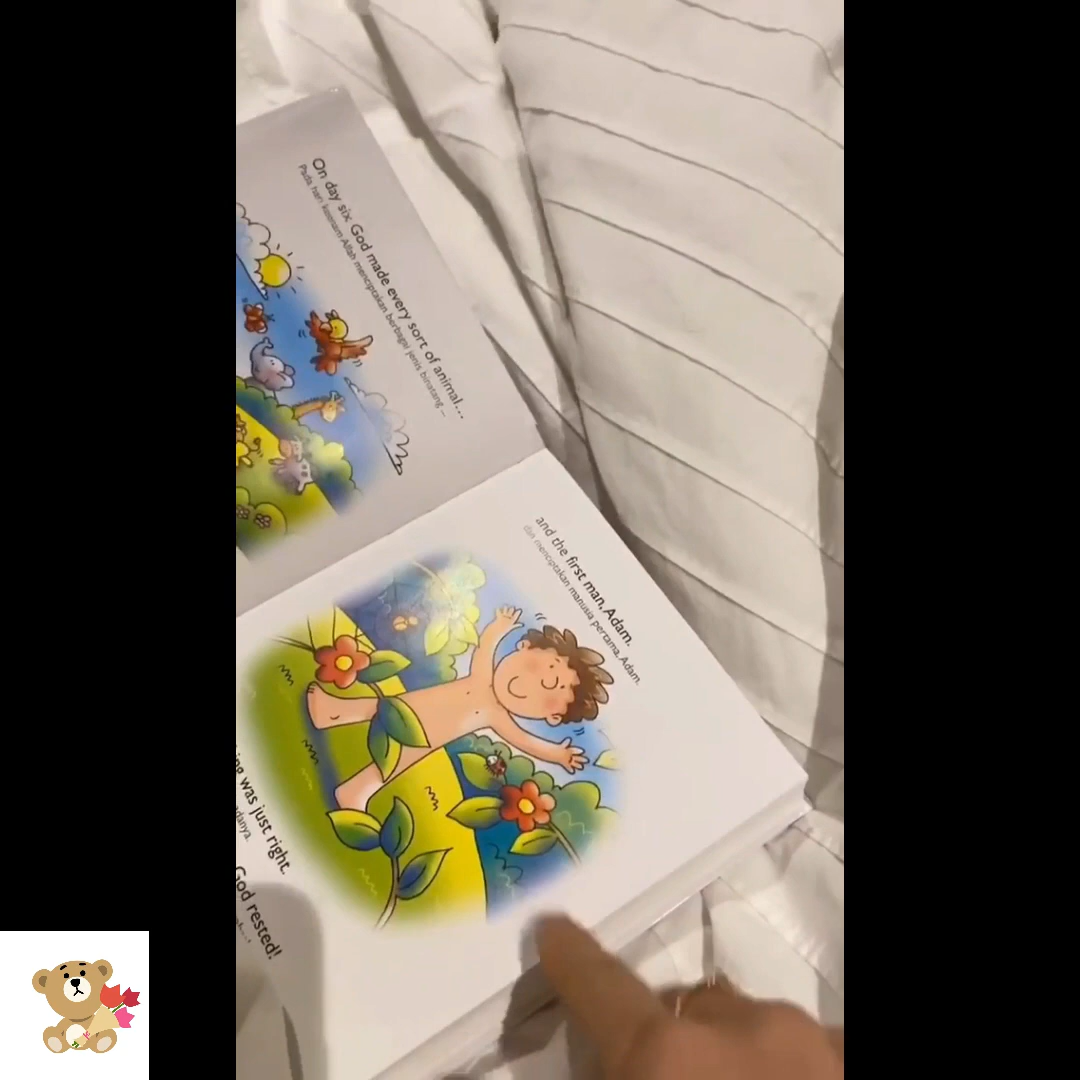 On day six God made every sort of animal...
Pada hari keenam Allah menciptakan berbagai jenis binatang ...
and the first man, Adam.
dan menciptakan manusia pertama, Adam.
was just right.
God rested!